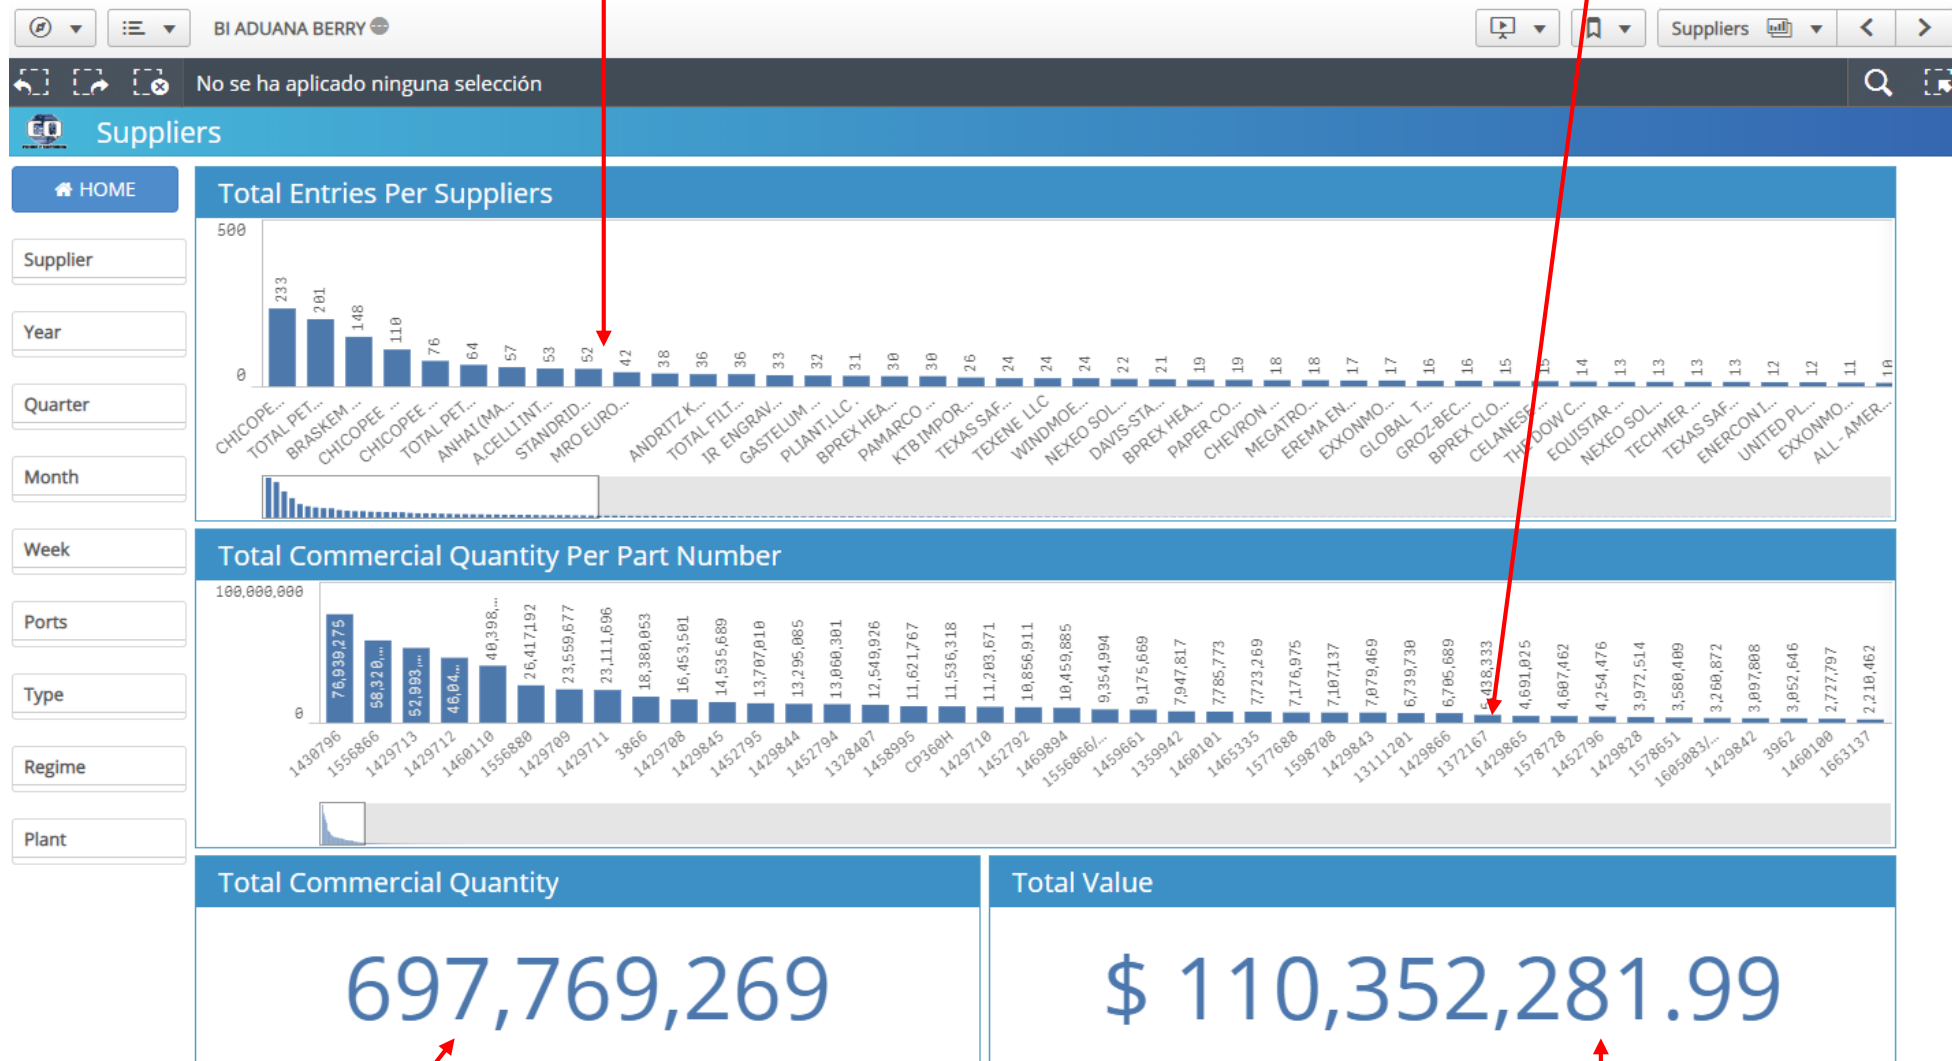 BI ADUANA BERRY
Suppliers
No se ha aplicado ninguna selección
GO
Suppliers
HOME
Supplier
Year
Quarter
Month
Week
Ports
Type
Regime
Plant
Total Entries Per Suppliers
500
0
233 201 148 110 76 64 57 53 52 42 38 36 36 33 32 31 30 30 26 24 24 24 22 21 19 19 18 18 17 17 16 16 15 15 14 13 13 13 13 12 12 11 10
CHICOPE... TOTAL PET... BRASKEM ... CHICOPEE ... CHICOPEE ... TOTAL PET... ANHAI (MA... A.CELLI INT... STANDRID... MRO EURO... ANDRITZ K... TOTAL FILT... IR ENGRAV... GASTELUM ... PLIANT,LLC . BPREX HEA... PAMARCO ... KTB IMPOR... TEXAS SAF... TEXENE LLC WINDMOE... NEXEO SOL... DAVIS-STA... BPREX HEA... PAPER CO... CHEVRON ... MEGATRO... EREMA EN... EXXONMO... GLOBAL T... GROZ-BEC... BPREX CLO... CELANESE ... THE DOW C... EQUISTAR ... NEXEO SOL... TECHMER ... TEXAS SAF... ENERCON I... UNITED PL... EXXONMO... ALL - AMER...
Total Commercial Quantity Per Part Number
100,000,000
0
76,939,275 58,320,... 52,993,... 46,04... 40,398,... 26,417,192 23,559,677 23,111,696 18,380,053 16,453,501 14,535,689 13,707,010 13,295,085 13,060,301 12,549,926 11,621,767 11,536,318 11,203,671 10,856,911 10,459,885 9,354,994 9,175,669 7,947,817 7,785,773 7,723,269 7,176,975 7,107,137 7,079,469 6,739,730 6,705,689 5,438,333 4,691,025 4,607,462 4,254,476 3,972,514 3,580,409 3,260,872 3,097,808 3,052,646 2,727,797 2,210,462
1430796 1556866 1429713 1429712 1460110 1556880 1429709 1429711 3866 1429708 1429845 1452795 1429844 1452794 1328407 1458995 CP360H 1429710 1452792 1469894 1556866/... 1459661 1359942 1460101 1465335 1577688 1598708 1429843 13111201 1429866 1372167 1429865 1578728 1452796 1429828 1578651 1605083/... 1429842 3962 1460100 1663137
Total Commercial Quantity
697,769,269
Total Value
$ 110,352,281.99